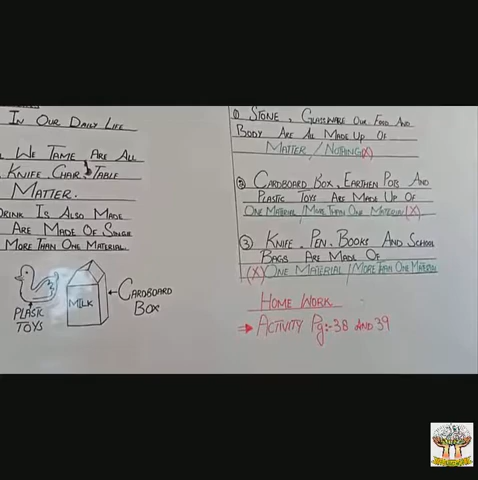 In Our Daily Life
We Tame Are All
Knife Char Table
Matter.
Drink Is Also Made
Are Made Of Single
More Than One Material.
Plastic
Toys
Milk
Cardboard
Box
① Stone, Glassware Our Food And
Body Are All Made Up Of
Matter / Nothing(X)
② Cardboard Box, Earthen Pots And
Plastic Toys Are Made Up Of
One Material / More Than One Material (X)
③ Knife, Pen, Books And School
Bags Are Made Of
(X) One Material / More Than One Material
Home Work
⇒ Activity Pg:-38 and 39